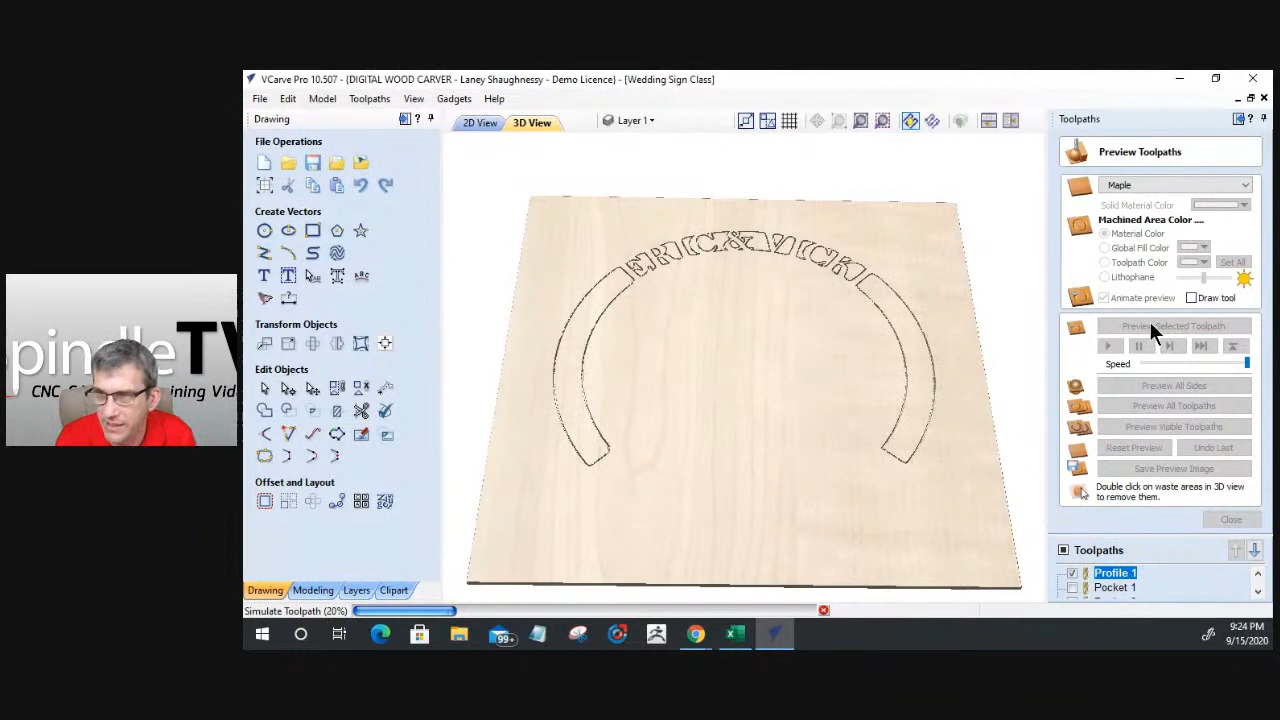 VCarve Pro 10.507 - {DIGITAL WOOD CARVER - Laney Shaughnessy - Demo Licence} - [Wedding Sign Class]
File Edit Model Toolpaths View Gadgets Help
Drawing
2D View
3D View
Layer 1
Toolpaths
File Operations
Create Vectors
Transform Objects
Edit Objects
Offset and Layout
Drawing
Modeling
Layers
Clipart
Simulate Toolpath (20%)
ERIC & VICKI
Preview Toolpaths
Maple
Solid Material Color
Machined Area Color ....
Material Color
Global Fill Color
Toolpath Color
Set All
Lithophane
Animate preview
Draw tool
Preview Selected Toolpath
Speed
Preview All Sides
Preview All Toolpaths
Preview Visible Toolpaths
Reset Preview
Undo Last
Save Preview Image
Double click on waste areas in 3D view
to remove them.
Close
Toolpaths
Profile 1
Pocket 1
99+
9:24 PM
9/15/2020
pindleTV